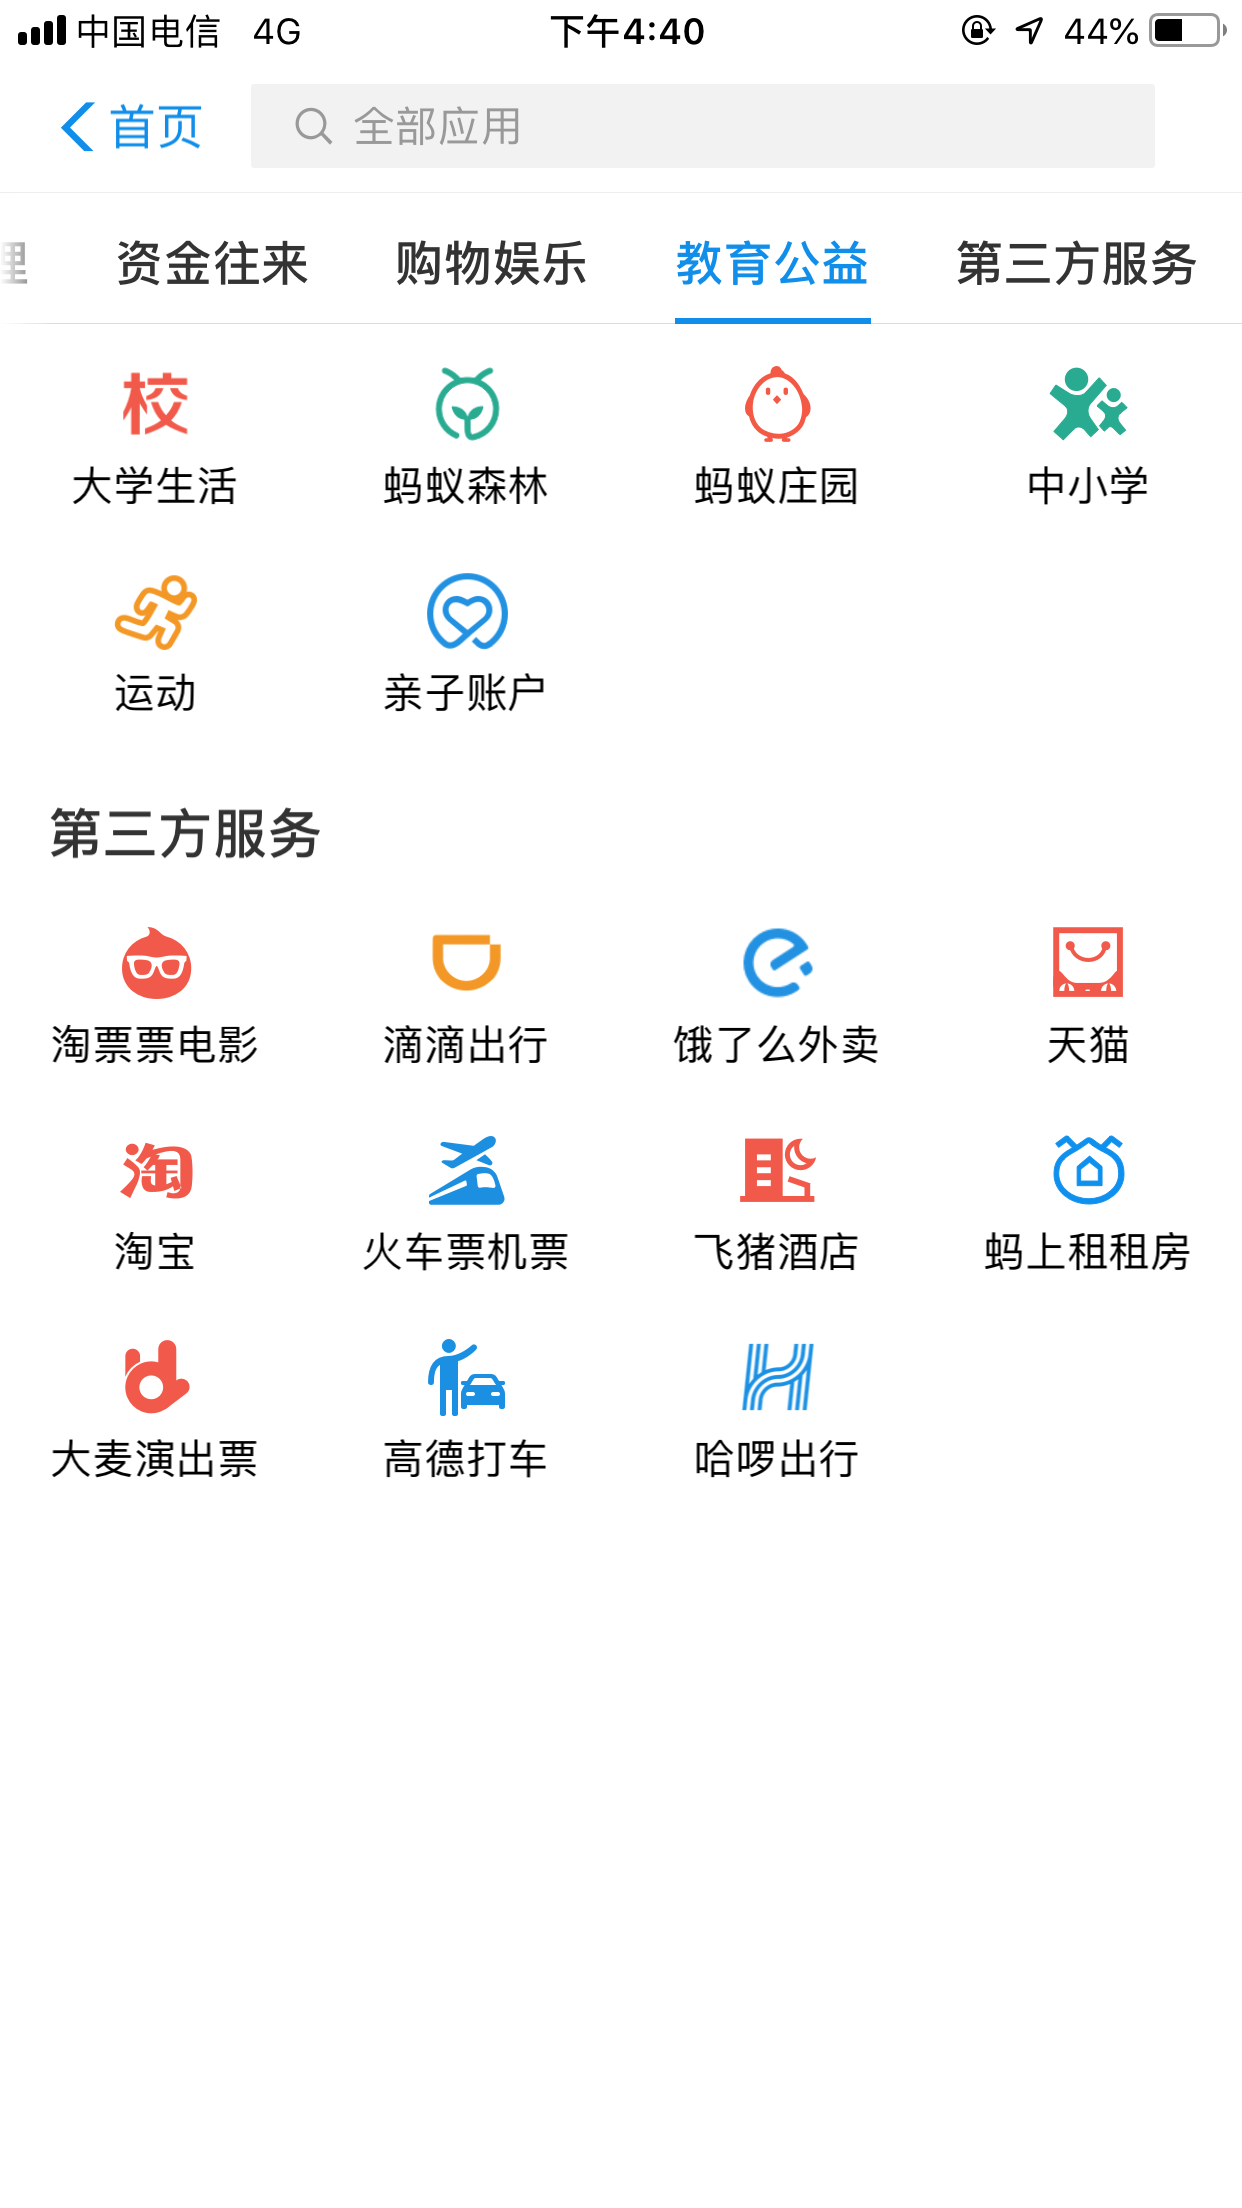 中国电信 4G 下午4:40 44%
首页 全部应用
理 资金往来 购物娱乐 教育公益 第三方服务
校
大学生活 蚂蚁森林 蚂蚁庄园 中小学
运动 亲子账户
第三方服务
淘票票电影 滴滴出行 饿了么外卖 天猫
淘
淘宝 火车票机票 飞猪酒店 蚂上租租房
大麦演出票 高德打车 哈啰出行